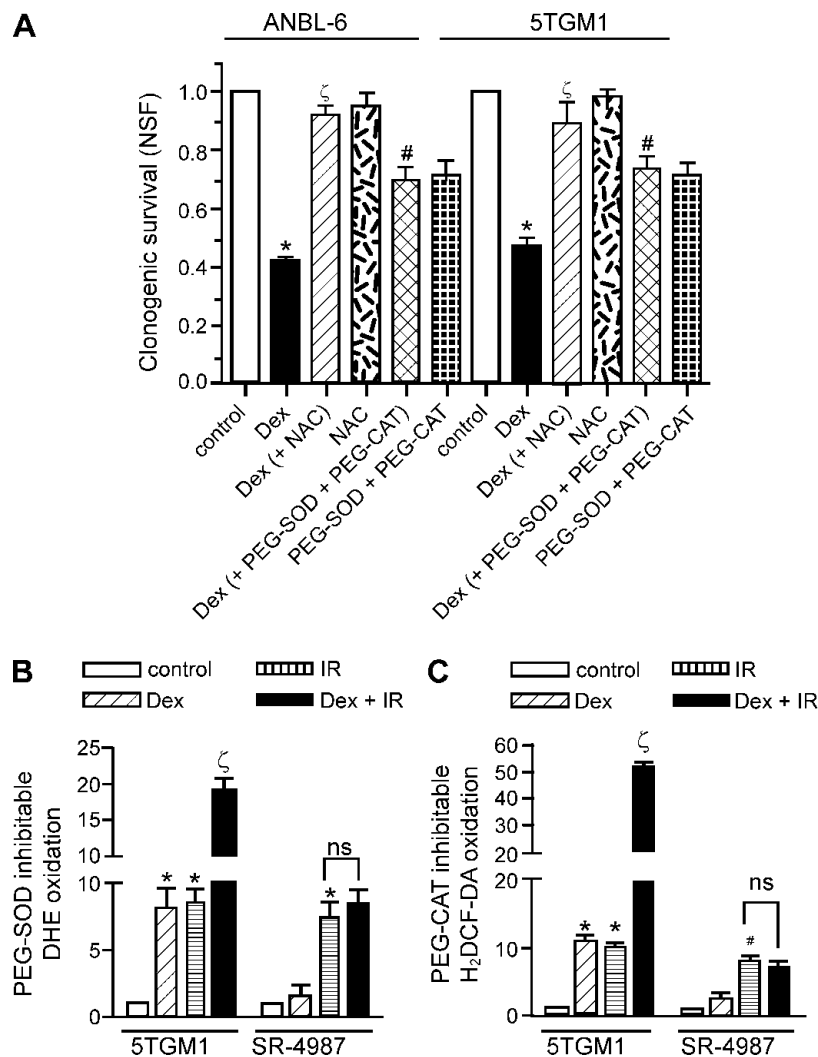 A
ANBL-6 5TGM1
Clonogenic survival (NSF)
1.0
0.8
0.6
0.4
0.2
0.0
* ζ # * ζ #
control
Dex
Dex (+ NAC)
NAC
Dex (+ PEG-SOD + PEG-CAT)
PEG-SOD + PEG-CAT
control
Dex
Dex (+ NAC)
NAC
Dex (+ PEG-SOD + PEG-CAT)
PEG-SOD + PEG-CAT
B
control IR
Dex Dex + IR
PEG-SOD inhibitable
DHE oxidation
25
20
15
10
10
5
0
* * ζ * ns
5TGM1 SR-4987
C
control IR
Dex Dex + IR
PEG-CAT inhibitable
H₂DCF-DA oxidation
60
50
40
30
20
20
10
0
* * ζ # ns
5TGM1 SR-4987